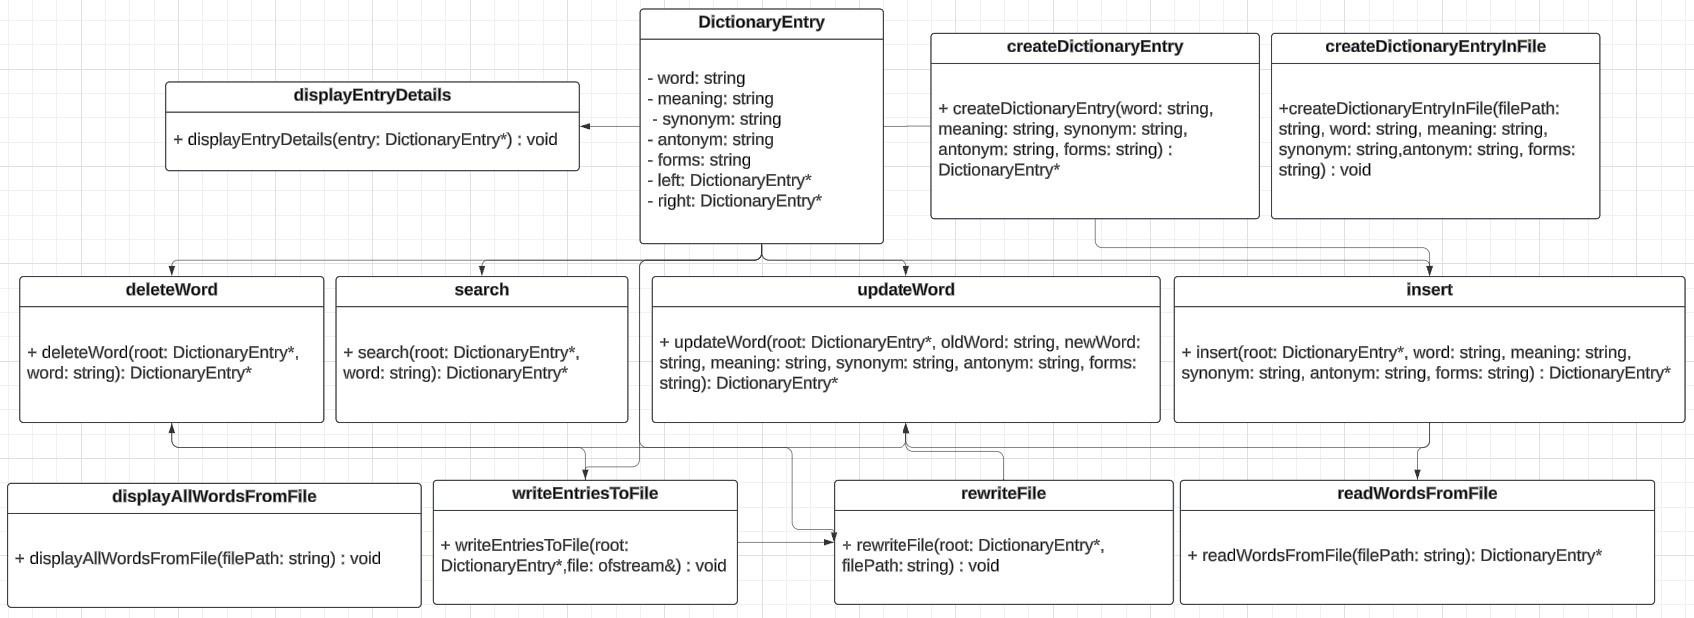 DictionaryEntry
- word: string
- meaning: string
- synonym: string
- antonym: string
- forms: string
- left: DictionaryEntry*
- right: DictionaryEntry*
createDictionaryEntry
+ createDictionaryEntry(word: string,
meaning: string, synonym: string,
antonym: string, forms: string) :
DictionaryEntry*
createDictionaryEntryInFile
+createDictionaryEntryInFile(filePath:
string, word: string, meaning: string,
synonym: string,antonym: string, forms:
string) : void
displayEntryDetails
+ displayEntryDetails(entry: DictionaryEntry*) : void
deleteWord
+ deleteWord(root: DictionaryEntry*,
word: string): DictionaryEntry*
search
+ search(root: DictionaryEntry*,
word: string): DictionaryEntry*
updateWord
+ updateWord(root: DictionaryEntry*, oldWord: string, newWord:
string, meaning: string, synonym: string, antonym: string, forms:
string): DictionaryEntry*
insert
+ insert(root: DictionaryEntry*, word: string, meaning: string,
synonym: string, antonym: string, forms: string) : DictionaryEntry*
displayAllWordsFromFile
+ displayAllWordsFromFile(filePath: string) : void
writeEntriesToFile
+ writeEntriesToFile(root:
DictionaryEntry*,file: ofstream&) : void
rewriteFile
+ rewriteFile(root: DictionaryEntry*,
filePath: string) : void
readWordsFromFile
+ readWordsFromFile(filePath: string): DictionaryEntry*